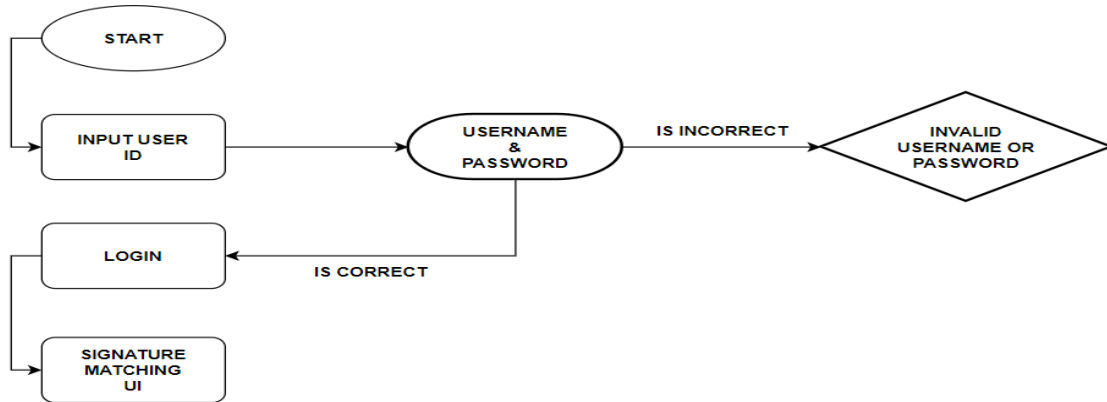 START
INPUT USER
ID
USERNAME
&
PASSWORD
IS INCORRECT
INVALID
USERNAME OR
PASSWORD
LOGIN
IS CORRECT
SIGNATURE
MATCHING
UI